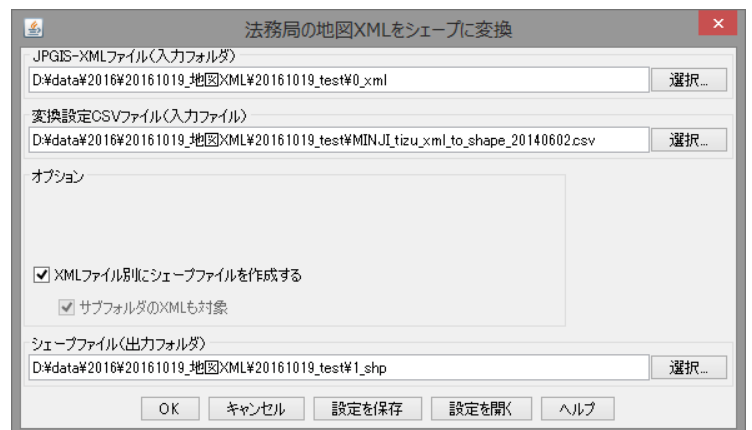 法務局の地図XMLをシェープに変換
JPGIS-XMLファイル(入力フォルダ)
D:¥data¥2016¥20161019_地図XML¥20161019_test¥0_xml
選択...
変換設定CSVファイル(入力ファイル)
D:¥data¥2016¥20161019_地図XML¥20161019_test¥MINJI_tizu_xml_to_shape_20140602.csv
選択...
オプション
XMLファイル別にシェープファイルを作成する
サブフォルダのXMLも対象
シェープファイル(出力フォルダ)
D:¥data¥2016¥20161019_地図XML¥20161019_test¥1_shp
選択...
OK キャンセル 設定を保存 設定を開く ヘルプ